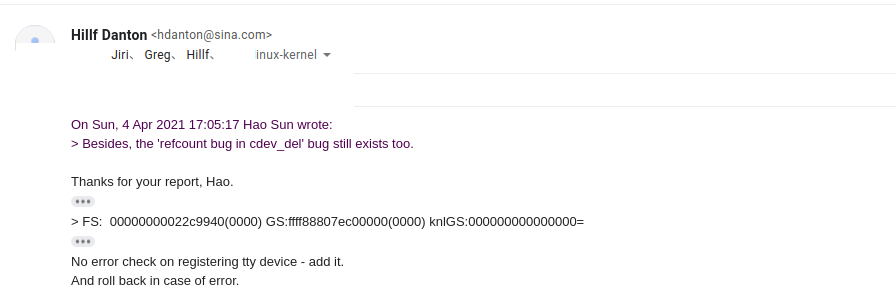 Hillf Danton <hdanton@sina.com>
Jiri、 Greg、 Hillf、 inux-kernel
On Sun, 4 Apr 2021 17:05:17 Hao Sun wrote:
> Besides, the 'refcount bug in cdev_del' bug still exists too.
Thanks for your report, Hao.
•••
> FS:  00000000022c9940(0000) GS:ffff88807ec00000(0000) knlGS:000000000000000=
•••
No error check on registering tty device - add it.
And roll back in case of error.